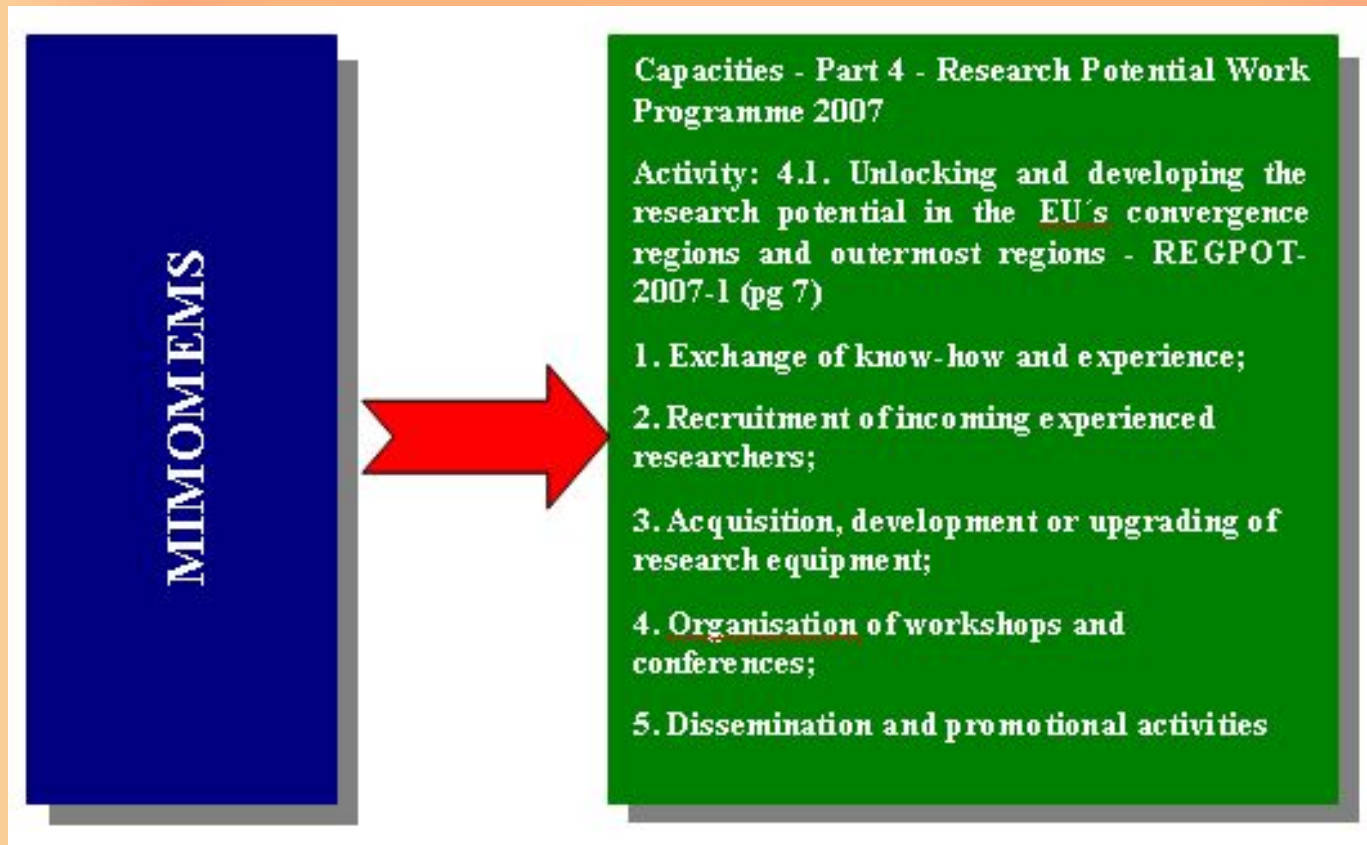 MIMOMEMS
Capacities - Part 4 - Research Potential Work
Programme 2007
Activity: 4.1. Unlocking and developing the
research potential in the EU´s convergence
regions and outermost regions - REGPOT-
2007-1 (pg 7)
1. Exchange of know-how and experience;
2. Recruitment of incoming experienced
researchers;
3. Acquisition, development or upgrading of
research equipment;
4. Organisation of workshops and
conferences;
5. Dissemination and promotional activities